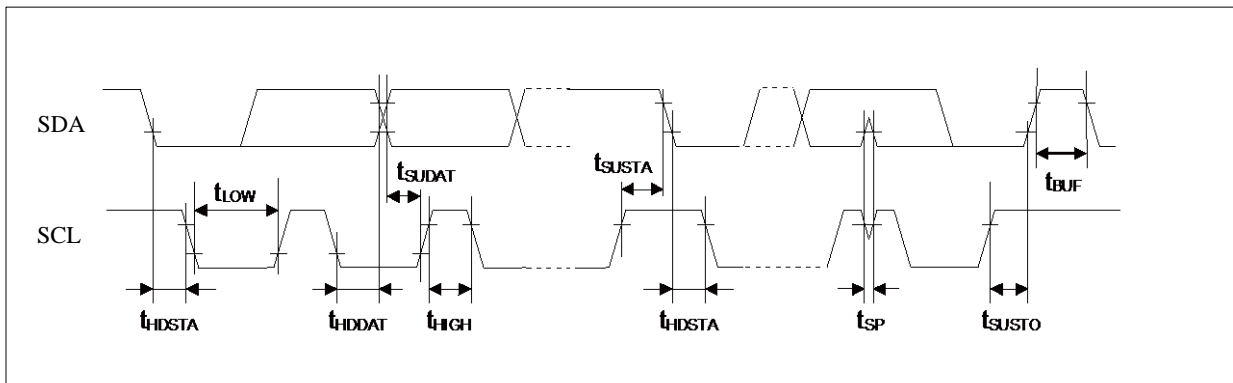 SDA
tSUDAT
tSUSTA
tBUF
tLOW
SCL
tHDSTA
tHDDAT
tHIGH
tHDSTA
tSP
tSUSTO